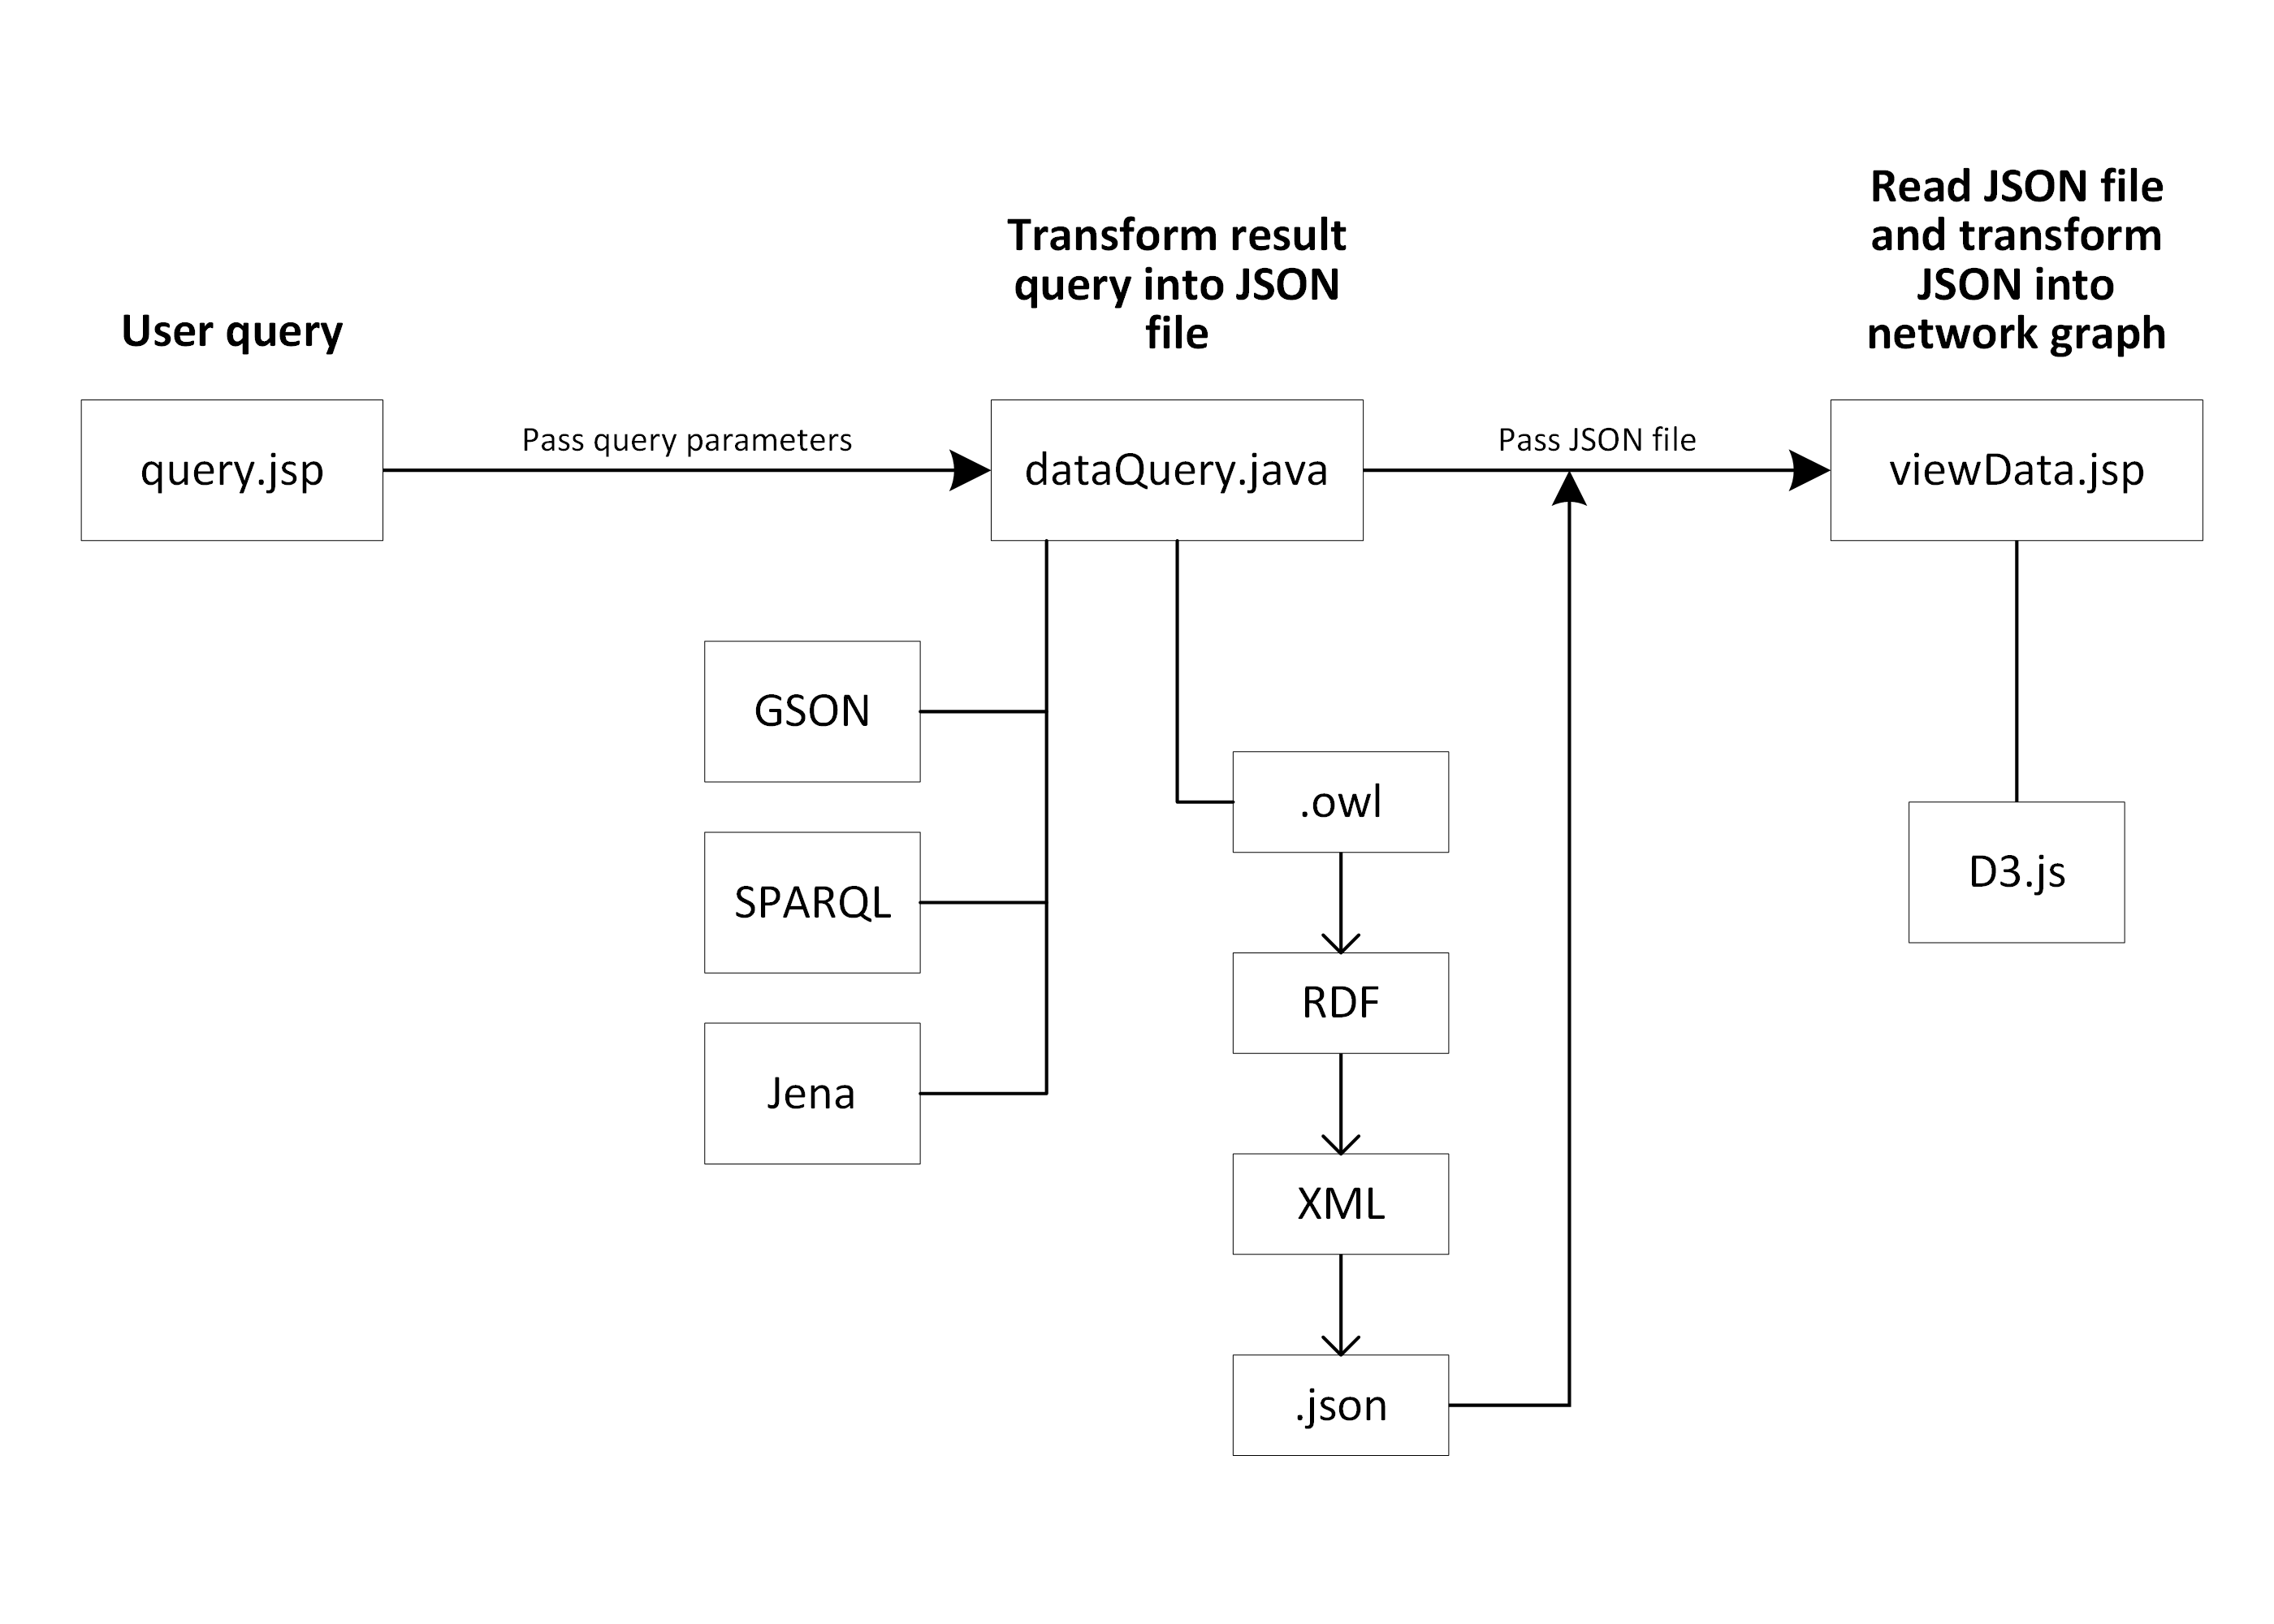 User query
query.jsp
Pass query parameters
Transform result
query into JSON
file
dataQuery.java
Pass JSON file
Read JSON file
and transform
JSON into
network graph
viewData.jsp
GSON
SPARQL
Jena
.owl
RDF
XML
.json
D3.js